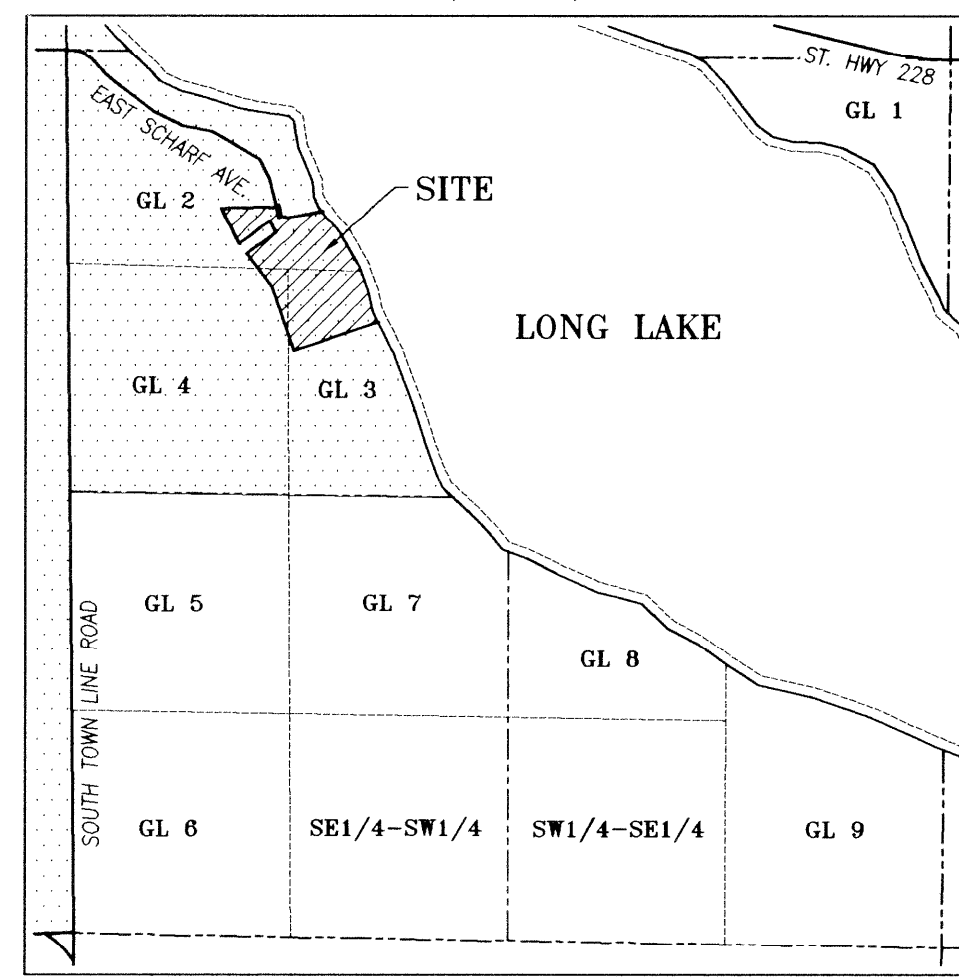 ST. HWY 228
GL 1
EAST SCHARF AVE.
SITE
GL 2
LONG LAKE
GL 4
GL 3
GL 5
GL 7
SOUTH TOWN LINE ROAD
GL 8
GL 6
SE1/4-SW1/4
SW1/4-SE1/4
GL 9